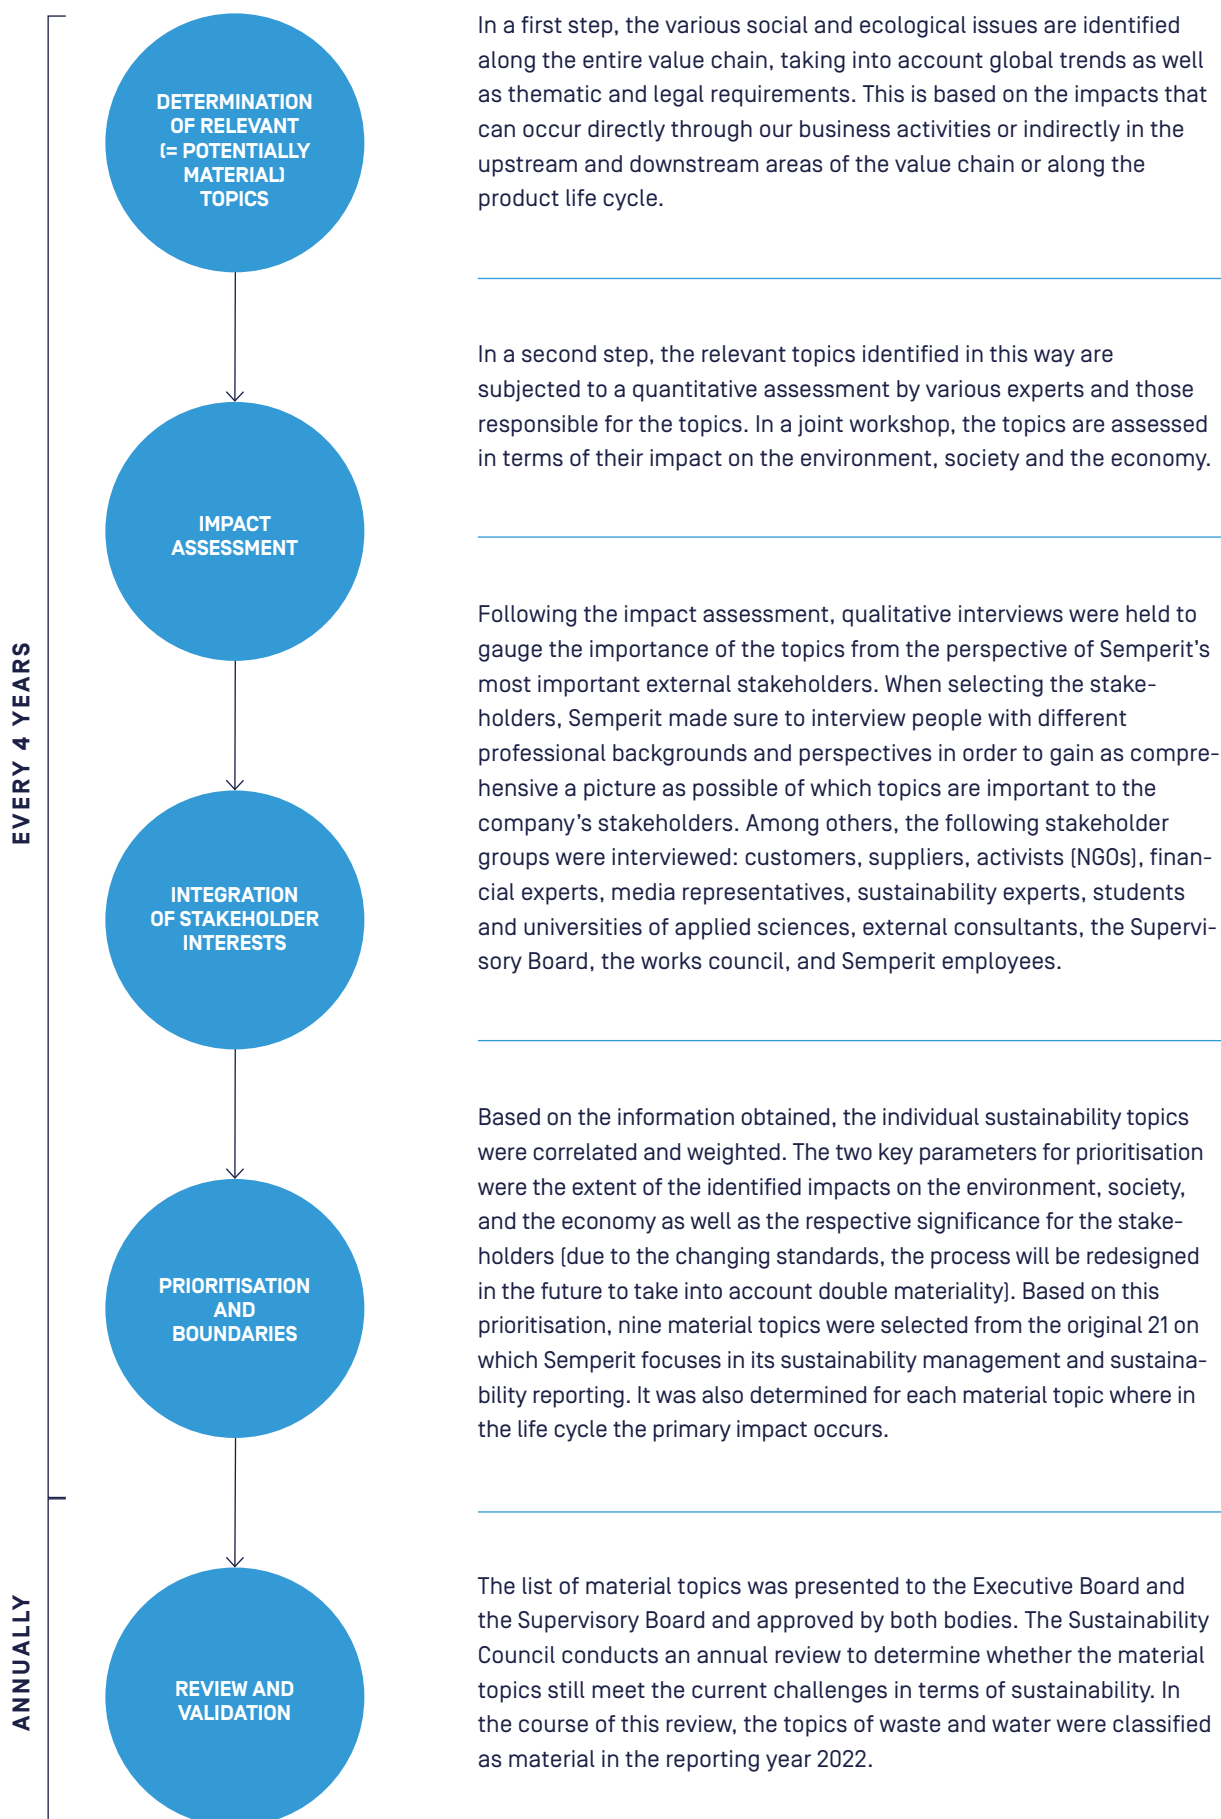 EVERY 4 YEARS
DETERMINATION
OF RELEVANT
(= POTENTIALLY
MATERIAL)
TOPICS
In a first step, the various social and ecological issues are identified
along the entire value chain, taking into account global trends as well
as thematic and legal requirements. This is based on the impacts that
can occur directly through our business activities or indirectly in the
upstream and downstream areas of the value chain or along the
product life cycle.
IMPACT
ASSESSMENT
In a second step, the relevant topics identified in this way are
subjected to a quantitative assessment by various experts and those
responsible for the topics. In a joint workshop, the topics are assessed
in terms of their impact on the environment, society and the economy.
INTEGRATION
OF STAKEHOLDER
INTERESTS
Following the impact assessment, qualitative interviews were held to
gauge the importance of the topics from the perspective of Semperit’s
most important external stakeholders. When selecting the stake-
holders, Semperit made sure to interview people with different
professional backgrounds and perspectives in order to gain as compre-
hensive a picture as possible of which topics are important to the
company’s stakeholders. Among others, the following stakeholder
groups were interviewed: customers, suppliers, activists (NGOs), finan-
cial experts, media representatives, sustainability experts, students
and universities of applied sciences, external consultants, the Supervi-
sory Board, the works council, and Semperit employees.
PRIORITISATION
AND
BOUNDARIES
Based on the information obtained, the individual sustainability topics
were correlated and weighted. The two key parameters for prioritisation
were the extent of the identified impacts on the environment, society,
and the economy as well as the respective significance for the stake-
holders (due to the changing standards, the process will be redesigned
in the future to take into account double materiality). Based on this
prioritisation, nine material topics were selected from the original 21 on
which Semperit focuses in its sustainability management and sustaina-
bility reporting. It was also determined for each material topic where in
the life cycle the primary impact occurs.
ANNUALLY
REVIEW AND
VALIDATION
The list of material topics was presented to the Executive Board and
the Supervisory Board and approved by both bodies. The Sustainability
Council conducts an annual review to determine whether the material
topics still meet the current challenges in terms of sustainability. In
the course of this review, the topics of waste and water were classified
as material in the reporting year 2022.